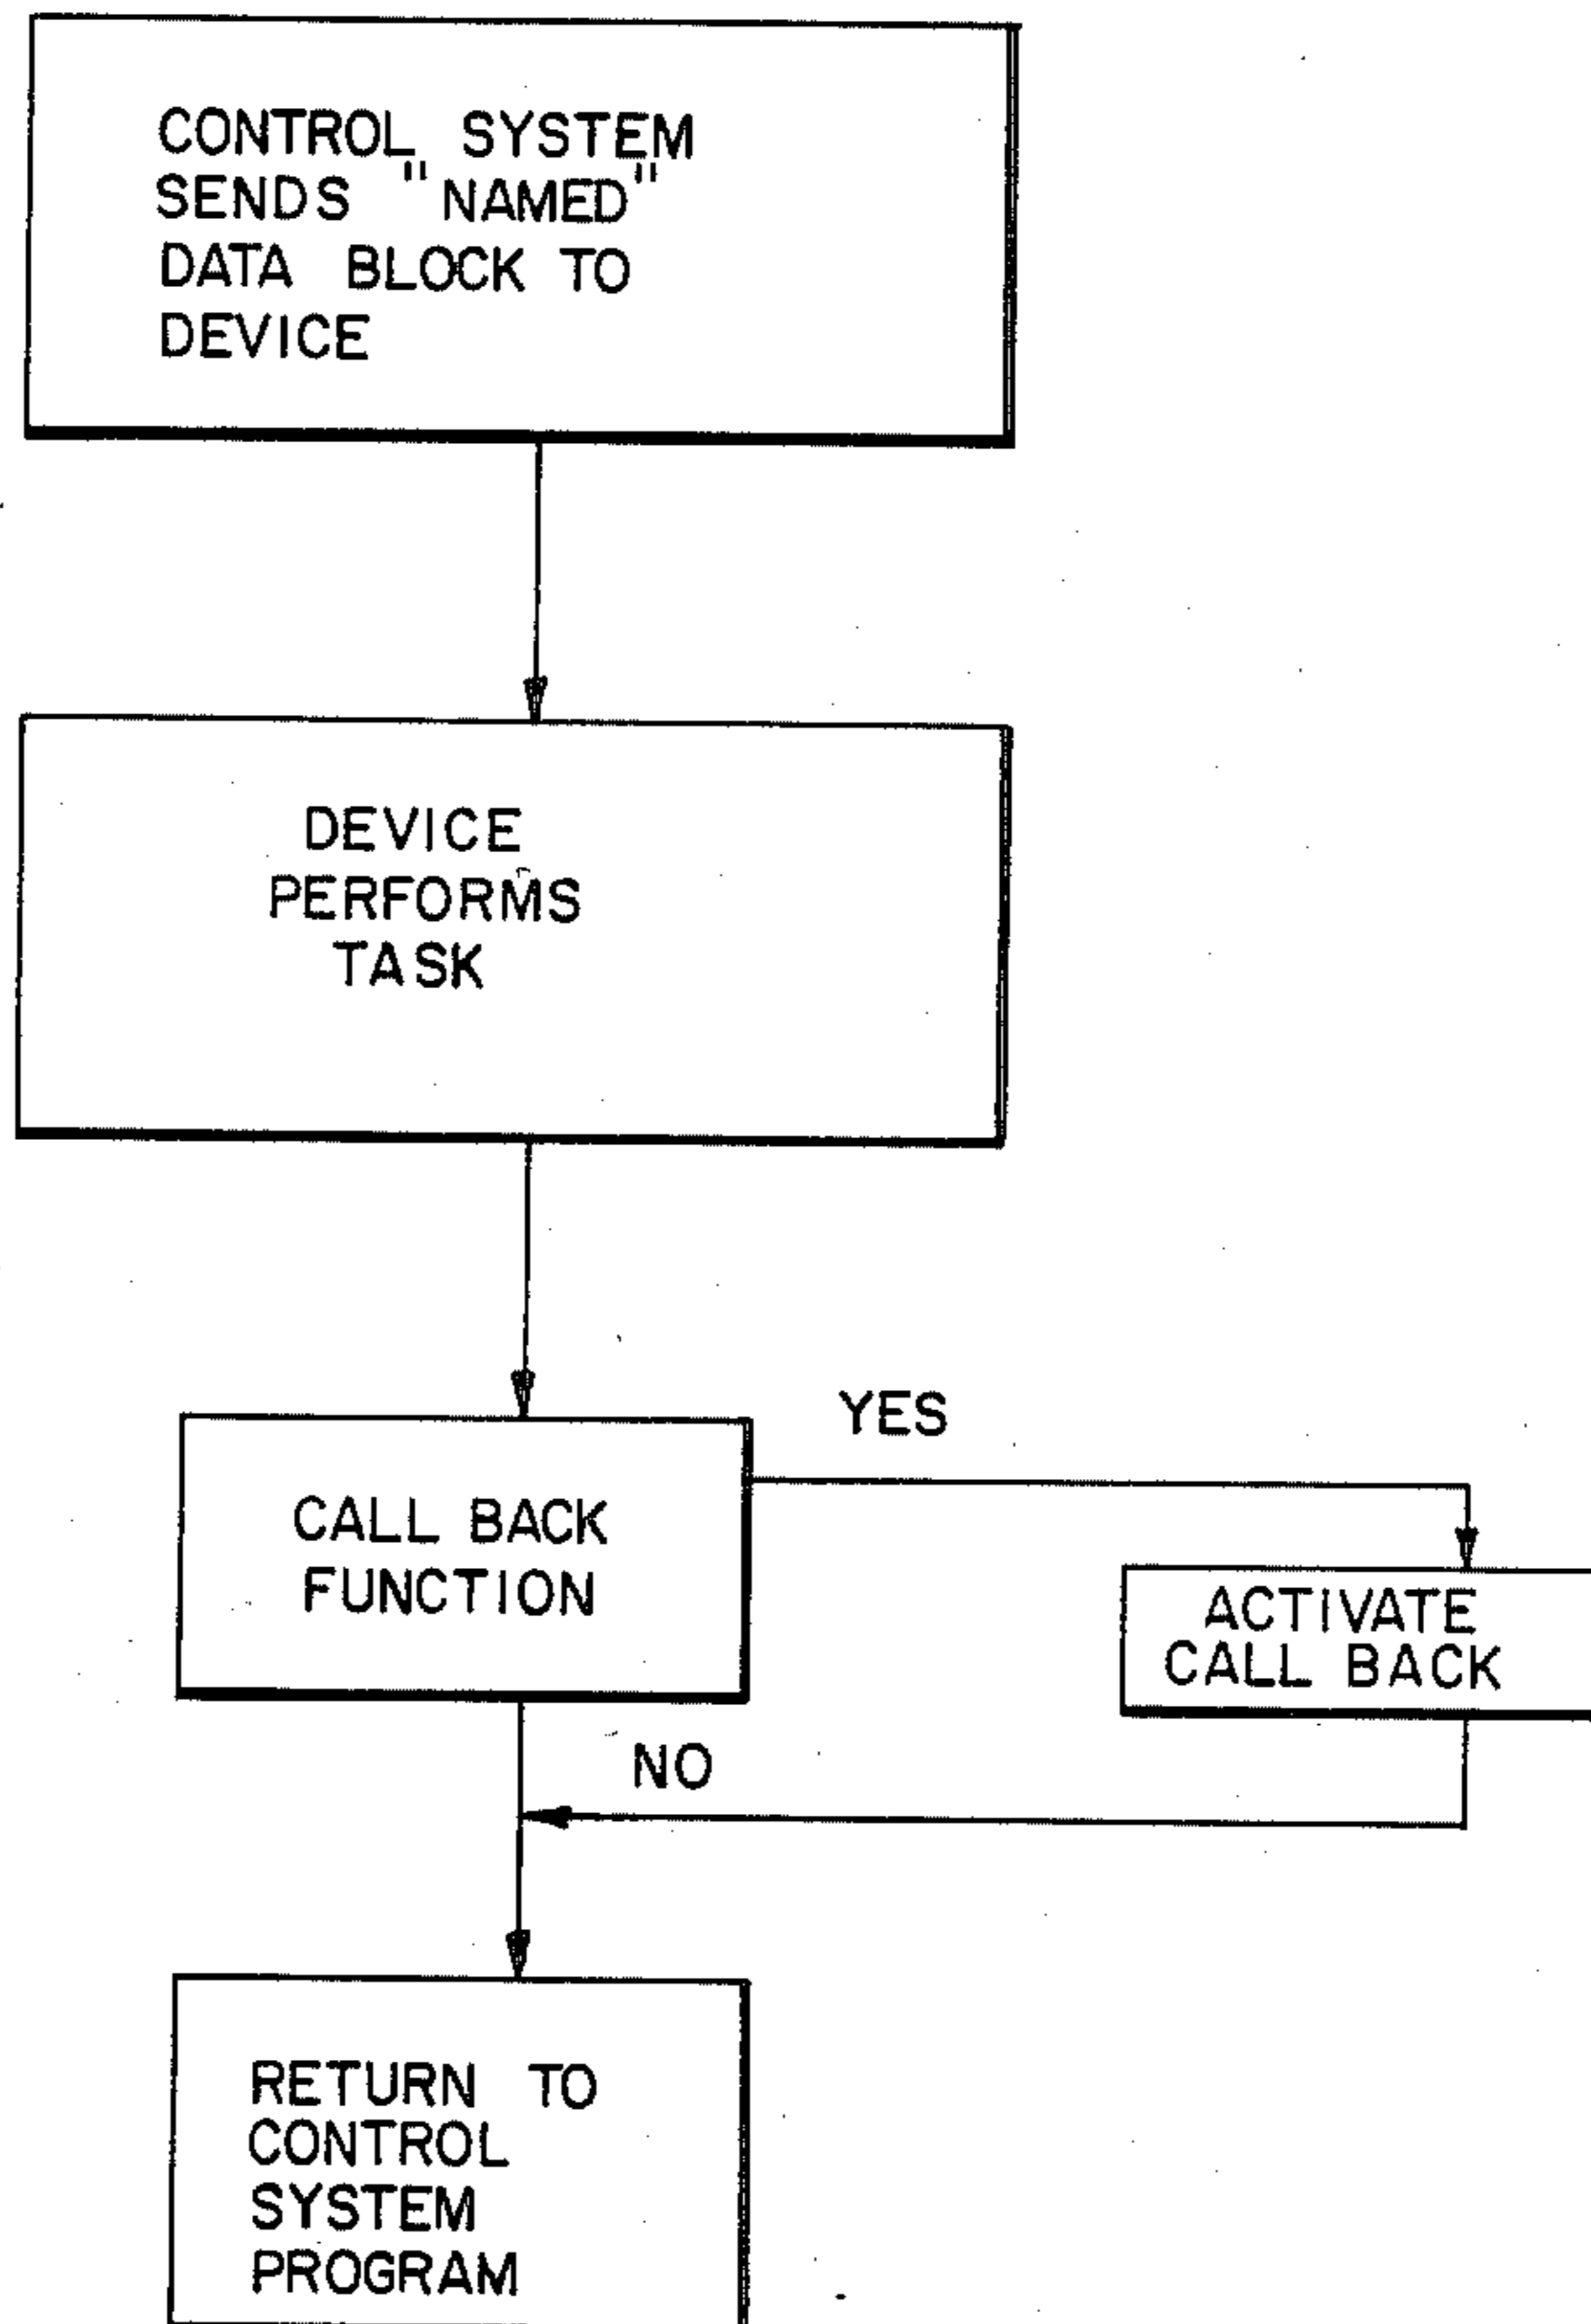 CONTROL SYSTEM
SENDS "NAMED"
DATA BLOCK TO
DEVICE
DEVICE
PERFORMS
TASK
YES
CALL BACK
FUNCTION
ACTIVATE
CALL BACK
NO
RETURN TO
CONTROL
SYSTEM
PROGRAM